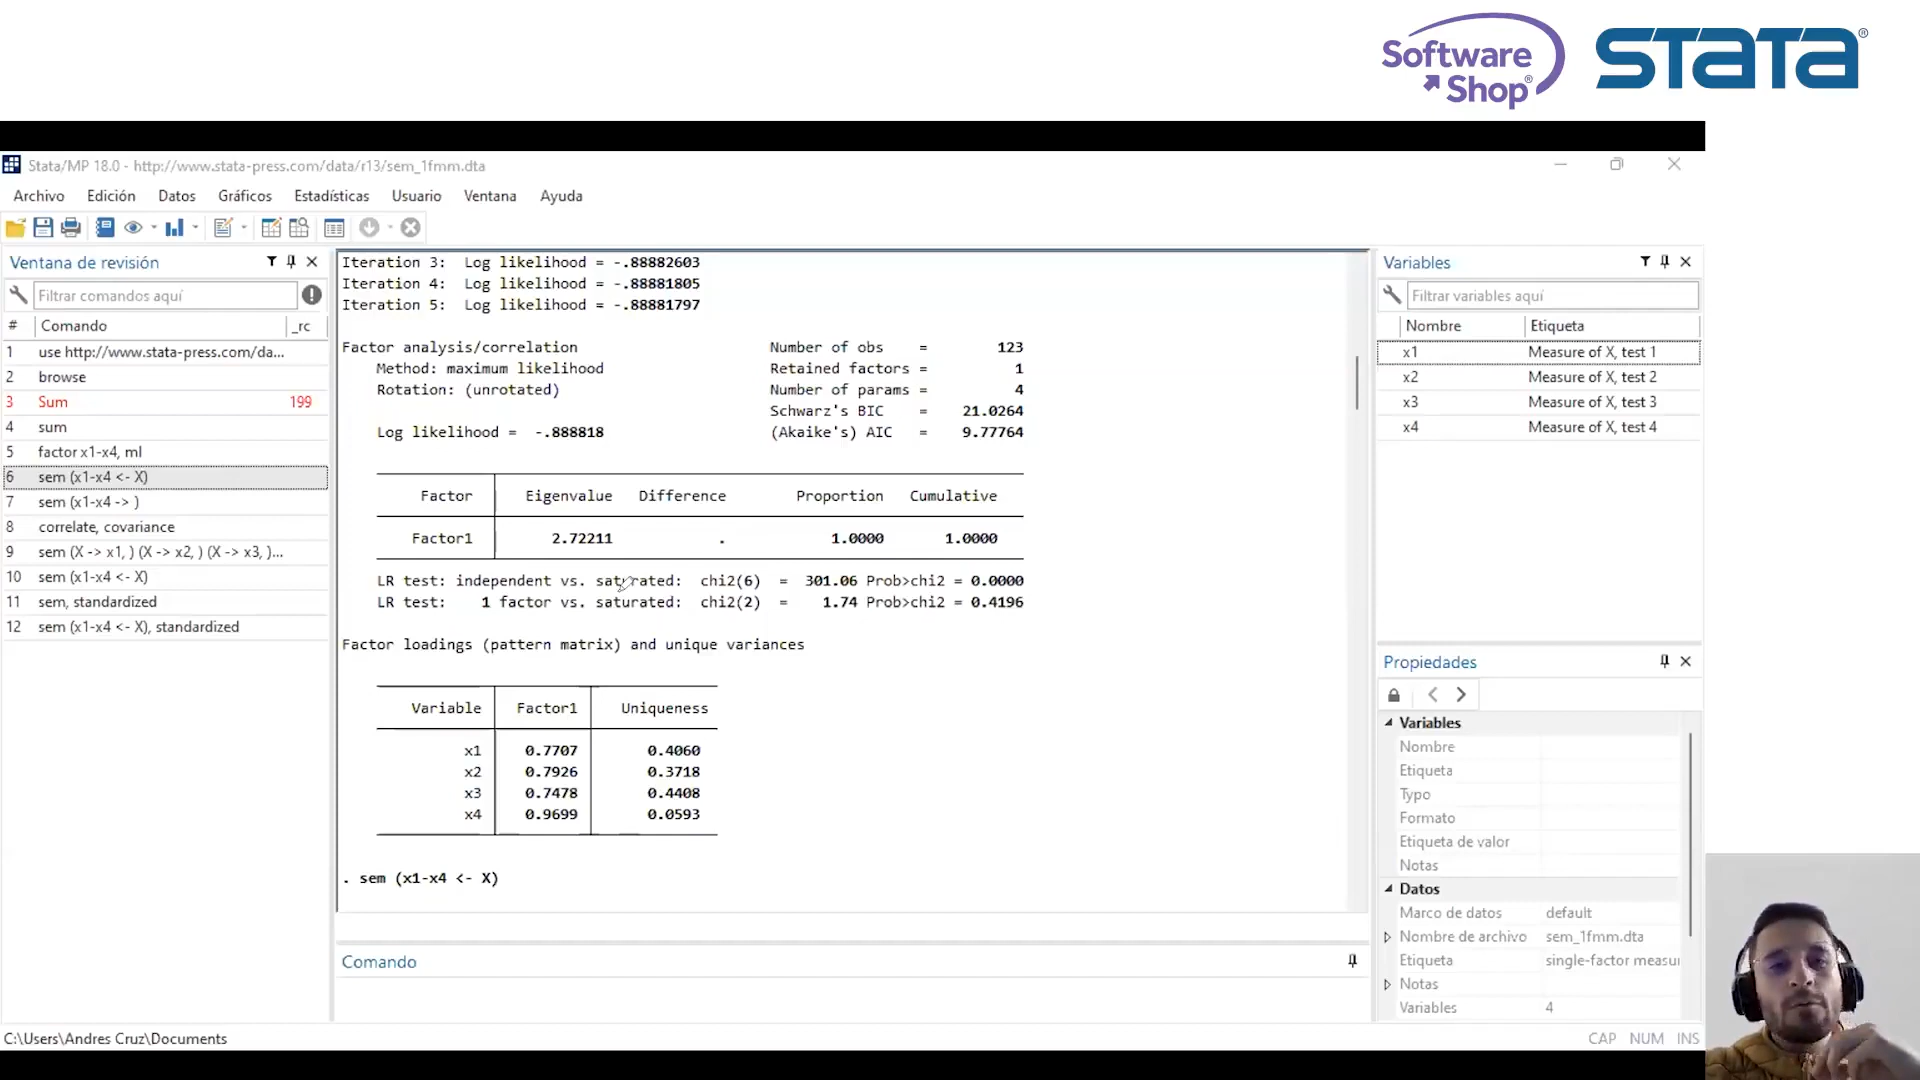 Software
Shop®
STATA®
Stata/MP 18.0 - http://www.stata-press.com/data/r13/sem_1fmm.dta
Archivo Edición Datos Gráficos Estadísticas Usuario Ventana Ayuda
Ventana de revisión
Filtrar comandos aquí
# Comando _rc
1 use http://www.stata-press.com/da...
2 browse
3 Sum 199
4 sum
5 factor x1-x4, ml
6 sem (x1-x4 <- X)
7 sem (x1-x4 -> )
8 correlate, covariance
9 sem (X -> x1, ) (X -> x2, ) (X -> x3, )...
10 sem (x1-x4 <- X)
11 sem, standardized
12 sem (x1-x4 <- X), standardized
Iteration 3: Log likelihood = -.88882603
Iteration 4: Log likelihood = -.88881805
Iteration 5: Log likelihood = -.88881797
Factor analysis/correlation Number of obs = 123
Method: maximum likelihood Retained factors = 1
Rotation: (unrotated) Number of params = 4
Schwarz's BIC = 21.0264
Log likelihood = -.888818 (Akaike's) AIC = 9.77764
Factor Eigenvalue Difference Proportion Cumulative
Factor1 2.72211 . 1.0000 1.0000
LR test: independent vs. saturated: chi2(6) = 301.06 Prob>chi2 = 0.0000
LR test: 1 factor vs. saturated: chi2(2) = 1.74 Prob>chi2 = 0.4196
Factor loadings (pattern matrix) and unique variances
Variable Factor1 Uniqueness
x1 0.7707 0.4060
x2 0.7926 0.3718
x3 0.7478 0.4408
x4 0.9699 0.0593
. sem (x1-x4 <- X)
Comando
Variables
Filtrar variables aquí
Nombre Etiqueta
x1 Measure of X, test 1
x2 Measure of X, test 2
x3 Measure of X, test 3
x4 Measure of X, test 4
Propiedades
Variables
Nombre
Etiqueta
Typo
Formato
Etiqueta de valor
Notas
Datos
Marco de datos default
Nombre de archivo sem_1fmm.dta
Etiqueta single-factor measu
Notas
Variables 4
C:\Users\Andres Cruz\Documents
CAP NUM INS